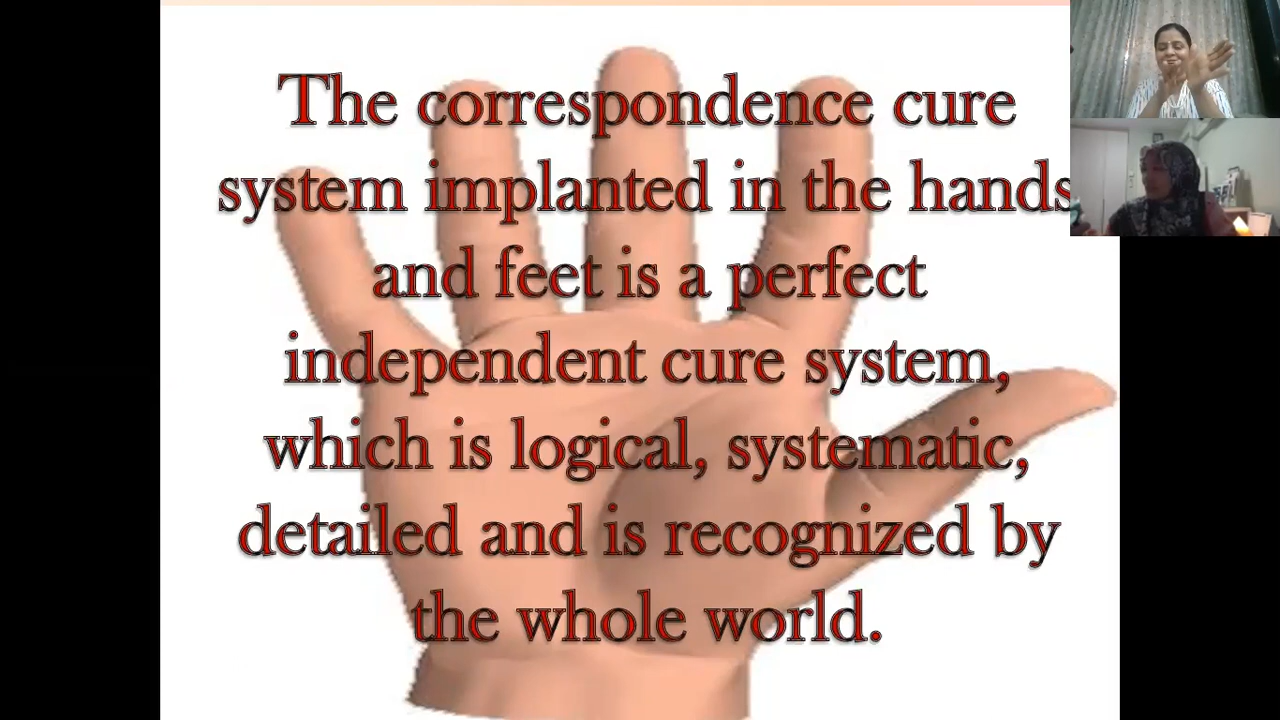 The correspondence cure
system implanted in the hands
and feet is a perfect
independent cure system,
which is logical, systematic,
detailed and is recognized by
the whole world.